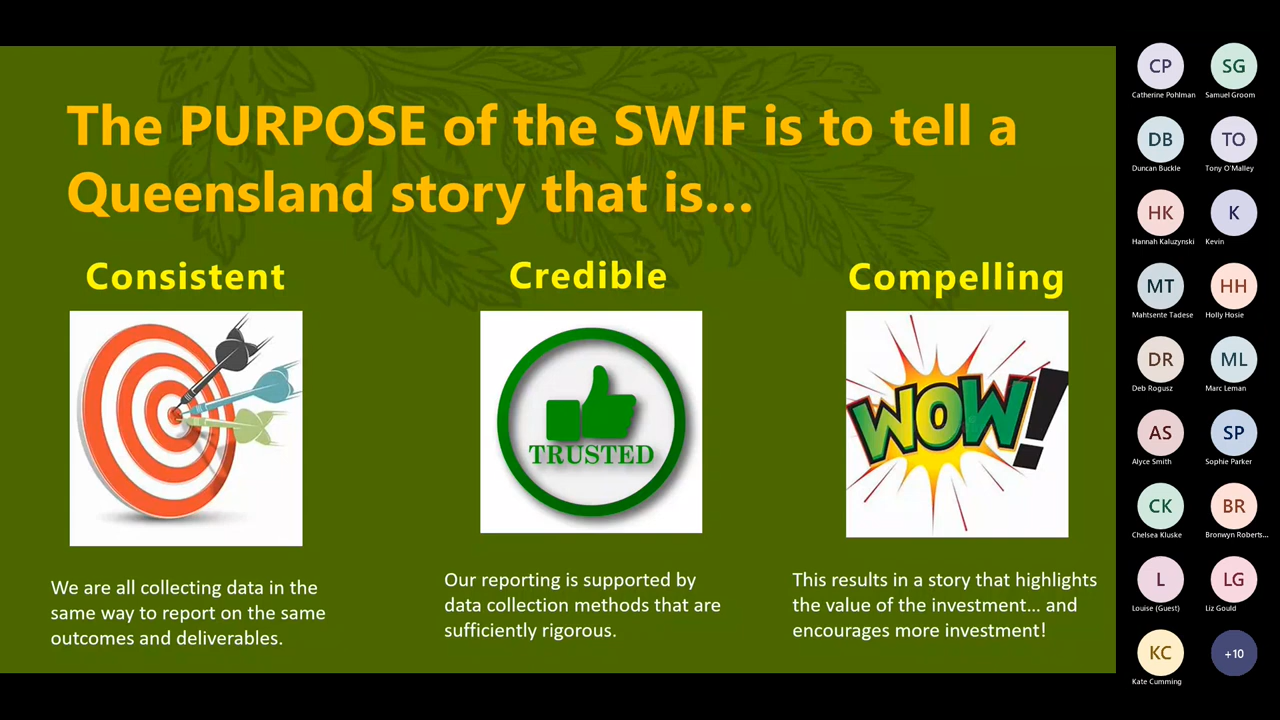 The PURPOSE of the SWIF is to tell a
Queensland story that is...
Consistent
Credible
Compelling
TRUSTED
WOW!
We are all collecting data in the
same way to report on the same
outcomes and deliverables.
Our reporting is supported by
data collection methods that are
sufficiently rigorous.
This results in a story that highlights
the value of the investment... and
encourages more investment!
CP
Catherine Pohlman
SG
Samuel Groom
DB
Duncan Buckle
TO
Tony O'Malley
HK
Hannah Kaluzynski
K
Kevin
MT
Mahtsente Tadese
HH
Holly Hosie
DR
Deb Rogusz
ML
Marc Leman
AS
Alyce Smith
SP
Sophie Parker
CK
Chelsea Kluske
BR
Bronwyn Roberts...
L
Louise (Guest)
LG
Liz Gould
KC
Kate Cumming
+10